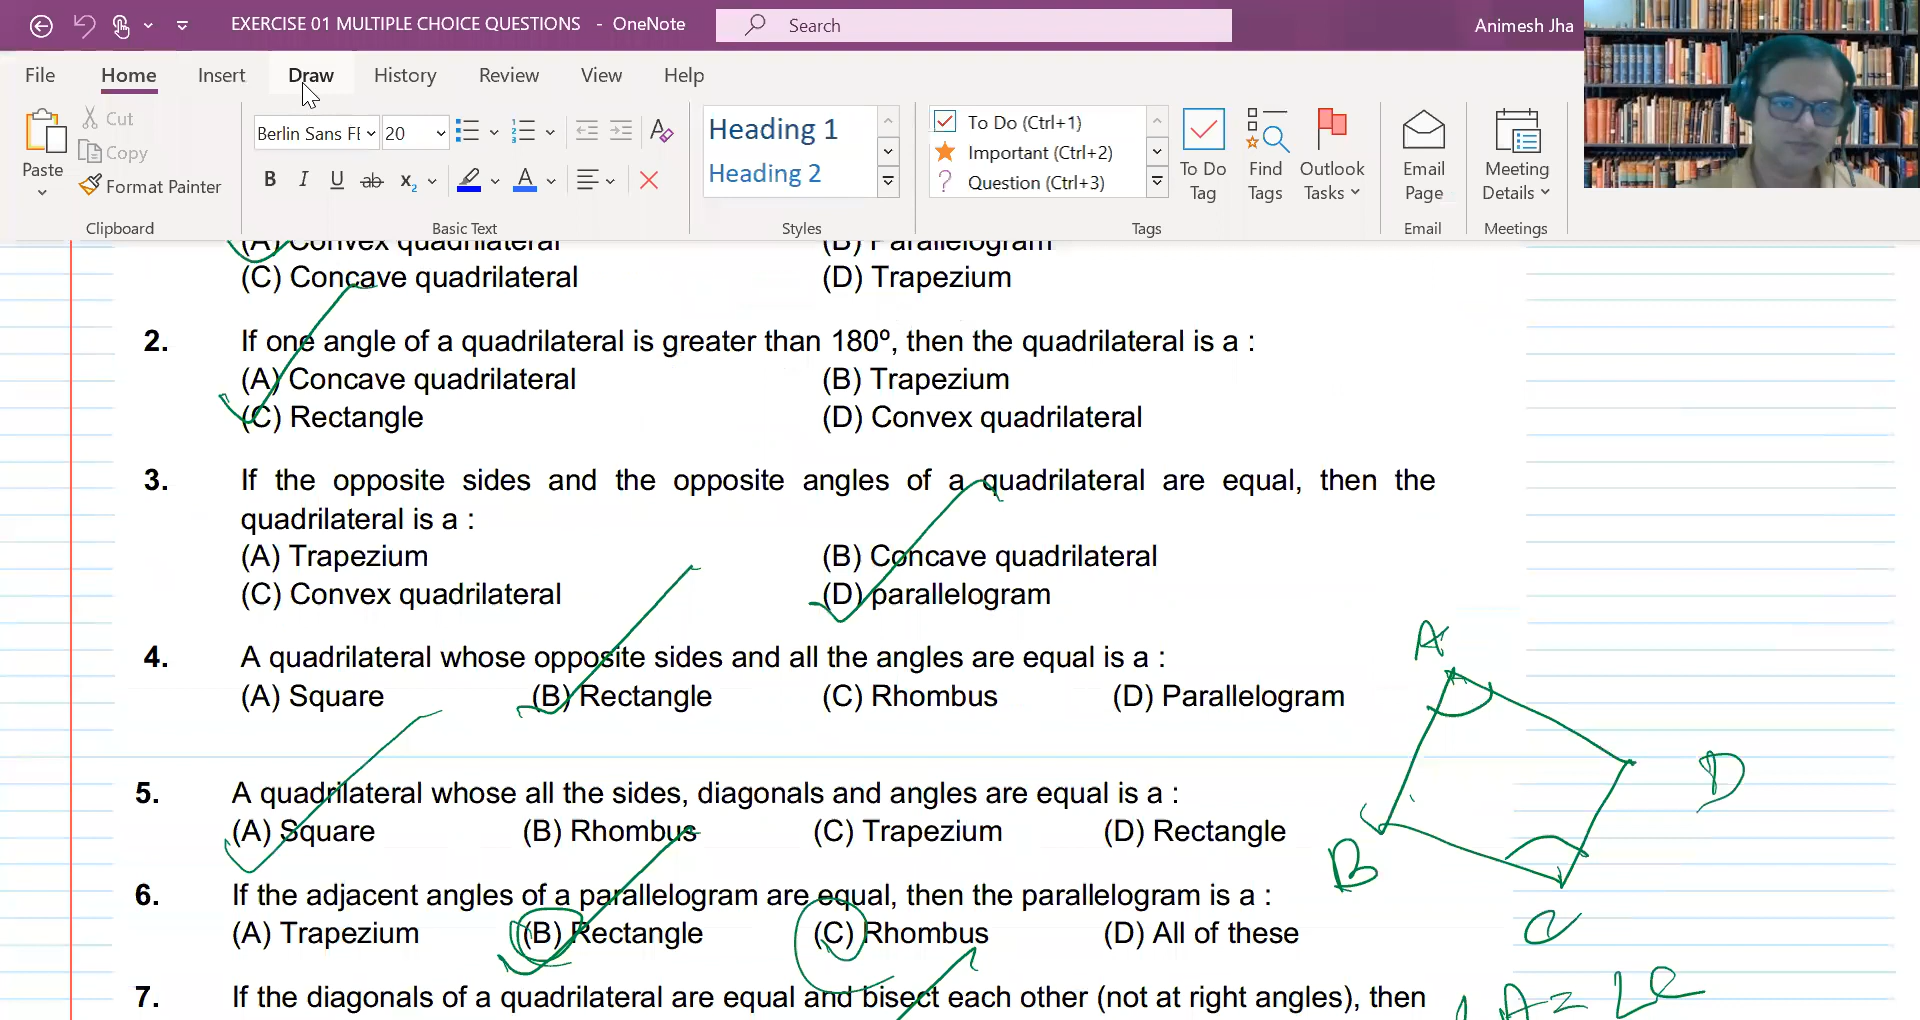 EXERCISE 01 MULTIPLE CHOICE QUESTIONS - OneNote
Search
Animesh Jha
File Home Insert Draw History Review View Help
Paste
Cut
Copy
Format Painter
Clipboard
Berlin Sans FE 20
B I U ab x₂ A
Basic Text
Heading 1
Heading 2
Styles
To Do (Ctrl+1)
Important (Ctrl+2)
Question (Ctrl+3)
To Do Tag
Find Tags
Outlook Tasks
Tags
Email Page
Email
Meeting Details
Meetings
(A) Convex quadrilateral (B) Parallelogram
(C) Concave quadrilateral (D) Trapezium
2. If one angle of a quadrilateral is greater than 180º, then the quadrilateral is a :
(A) Concave quadrilateral (B) Trapezium
(C) Rectangle (D) Convex quadrilateral
3. If the opposite sides and the opposite angles of a quadrilateral are equal, then the
quadrilateral is a :
(A) Trapezium (B) Concave quadrilateral
(C) Convex quadrilateral (D) parallelogram
4. A quadrilateral whose opposite sides and all the angles are equal is a :
(A) Square (B) Rectangle (C) Rhombus (D) Parallelogram
A
D
B
C
5. A quadrilateral whose all the sides, diagonals and angles are equal is a :
(A) Square (B) Rhombus (C) Trapezium (D) Rectangle
6. If the adjacent angles of a parallelogram are equal, then the parallelogram is a :
(A) Trapezium (B) Rectangle (C) Rhombus (D) All of these
7. If the diagonals of a quadrilateral are equal and bisect each other (not at right angles), then